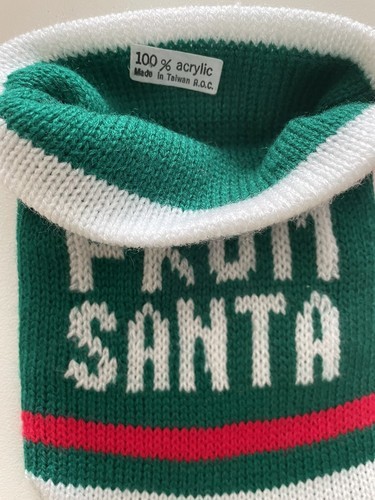 100% acrylic
Made In Taiwan R.O.C.
FROM
SANTA